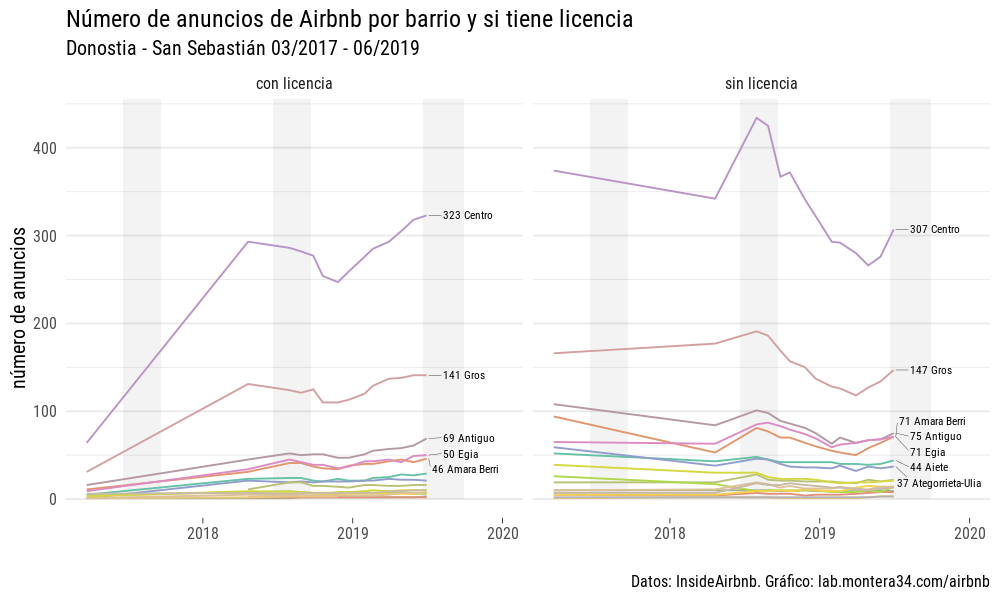 Número de anuncios de Airbnb por barrio y si tiene licencia
Donostia - San Sebastián 03/2017 - 06/2019
con licencia
sin licencia
número de anuncios
400
300
200
100
0
323 Centro
141 Gros
69 Antiguo
50 Egia
46 Amara Berri
307 Centro
147 Gros
71 Amara Berri
75 Antiguo
71 Egia
44 Aiete
37 Ategorrieta-Ulia
2018
2019
2020
2018
2019
2020
Datos: InsideAirbnb. Gráfico: lab.montera34.com/airbnb